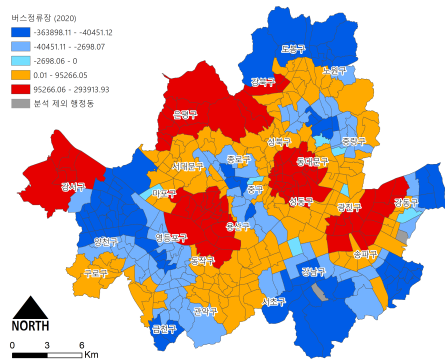 버스정류장 (2020)
-363898.11 - -40451.12
-40451.11 - -2698.07
-2698.06 - 0
0.01 - 95266.05
95266.06 - 293913.93
분석 제외 행정동
도봉구
노원구
강북구
은평구
중랑구
성북구
종로구
동대문구
서대문구
강서구
마포구
중구
성동구
광진구
강동구
용산구
양천구
영등포구
송파구
동작구
구로구
강남구
서초구
관악구
금천구
NORTH
0 3 6
Km